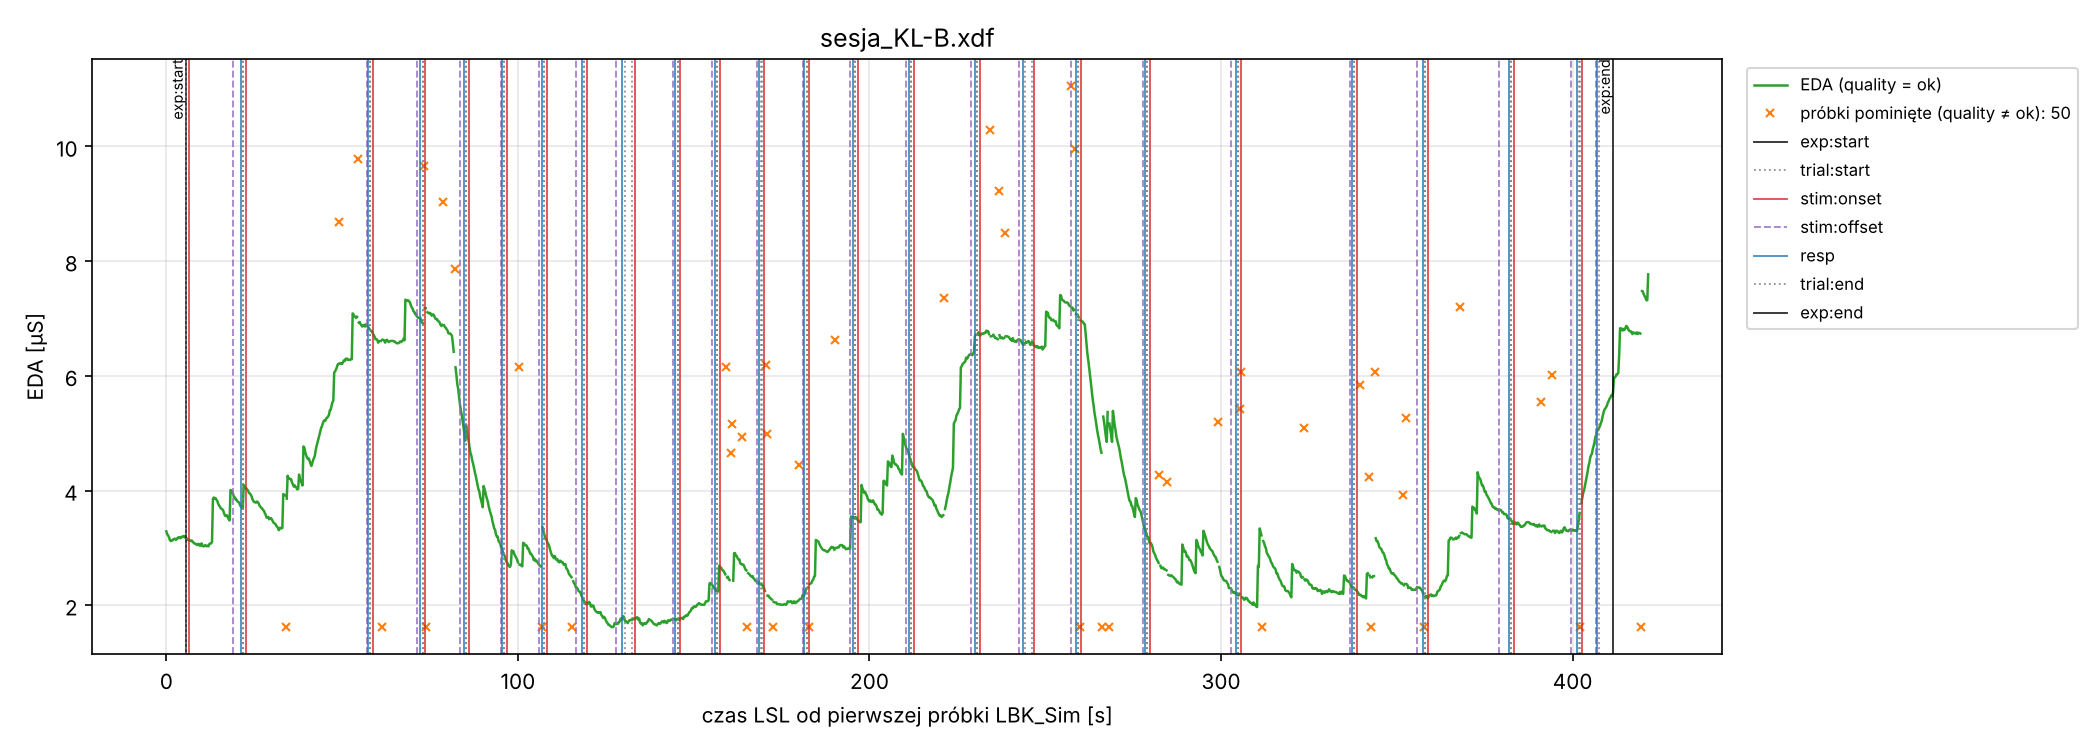 sesja_KL-B.xdf
exp:start
exp:end
EDA (quality = ok)
próbki pominięte (quality ≠ ok): 50
exp:start
trial:start
stim:onset
stim:offset
resp
trial:end
exp:end
EDA [µS]
10
8
6
4
2
0
100
200
300
400
czas LSL od pierwszej próbki LBK_Sim [s]